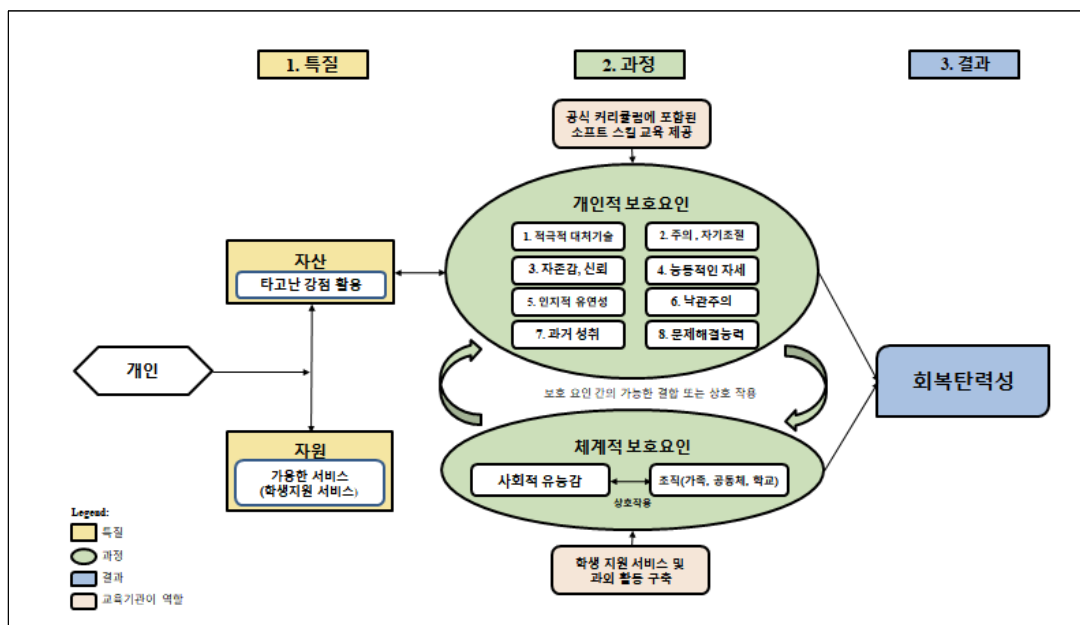 1. 특질
2. 과정
3. 결과
공식 커리큘럼에 포함된
소프트 스킬 교육 제공
개인적 보호요인
1. 적극적 대처기술
2. 주의 , 자기조절
3. 자존감, 신뢰
4. 능동적인 자세
5. 인지적 유연성
6. 낙관주의
7. 과거 성취
8. 문제해결능력
자산
타고난 강점 활용
개인
보호 요인 간의 가능한 결합 또는 상호 작용
회복탄력성
자원
가용한 서비스
(학생지원 서비스)
체계적 보호요인
사회적 유능감
조직(가족, 공동체, 학교)
상호작용
학생 지원 서비스 및
과외 활동 구축
Legend:
특질
과정
결과
교육기관이 역할